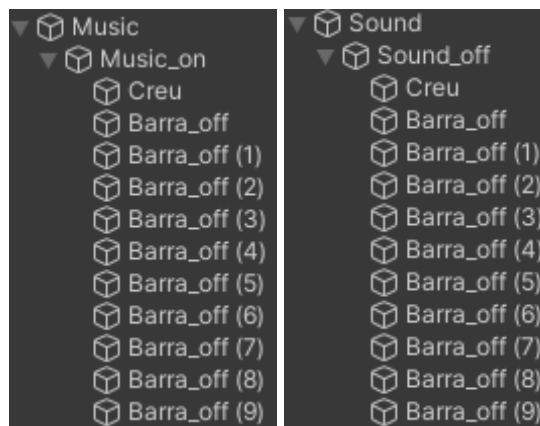 Music
Music_on
Creu
Barra_off
Barra_off (1)
Barra_off (2)
Barra_off (3)
Barra_off (4)
Barra_off (5)
Barra_off (6)
Barra_off (7)
Barra_off (8)
Barra_off (9)
Sound
Sound_off
Creu
Barra_off
Barra_off (1)
Barra_off (2)
Barra_off (3)
Barra_off (4)
Barra_off (5)
Barra_off (6)
Barra_off (7)
Barra_off (8)
Barra_off (9)